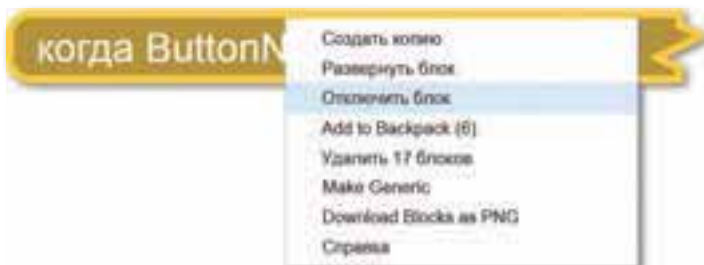 когда ButtonN
Создать копию
Развернуть блок
Отключить блок
Add to Backpack (6)
Удалить 17 блоков
Make Generic
Download Blocks as PNG
Справка